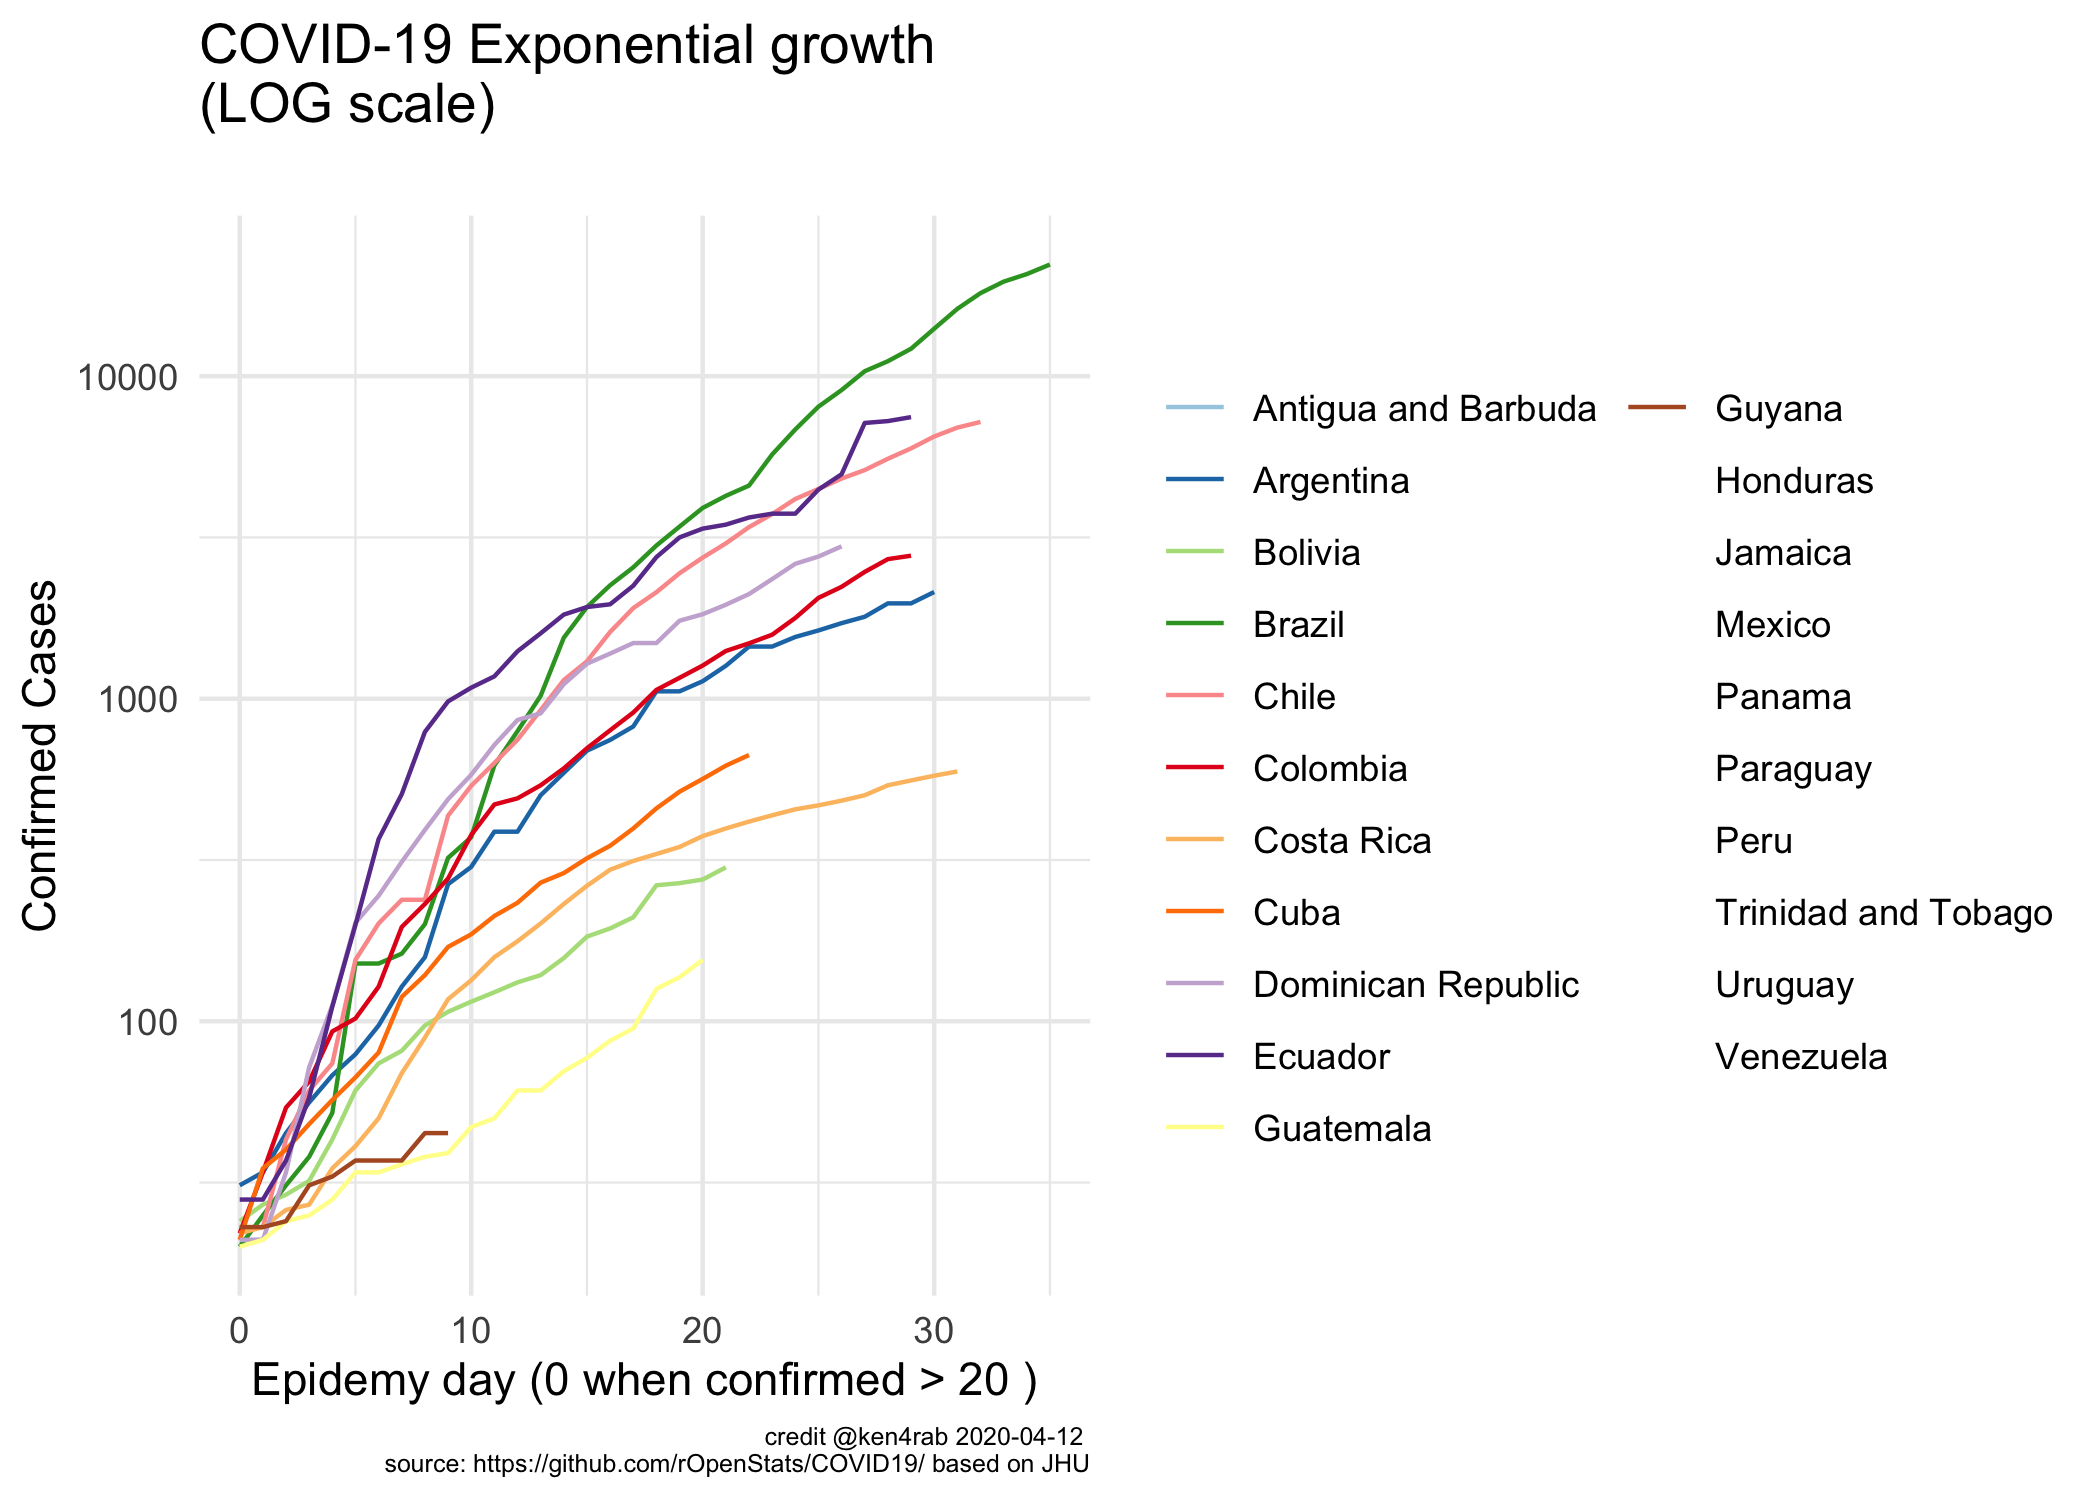 COVID-19 Exponential growth
(LOG scale)
Confirmed Cases
10000
1000
100
0
10
20
30
Epidemy day (0 when confirmed > 20 )
Antigua and Barbuda
Argentina
Bolivia
Brazil
Chile
Colombia
Costa Rica
Cuba
Dominican Republic
Ecuador
Guatemala
Guyana
Honduras
Jamaica
Mexico
Panama
Paraguay
Peru
Trinidad and Tobago
Uruguay
Venezuela
credit @ken4rab 2020-04-12
source: https://github.com/rOpenStats/COVID19/ based on JHU